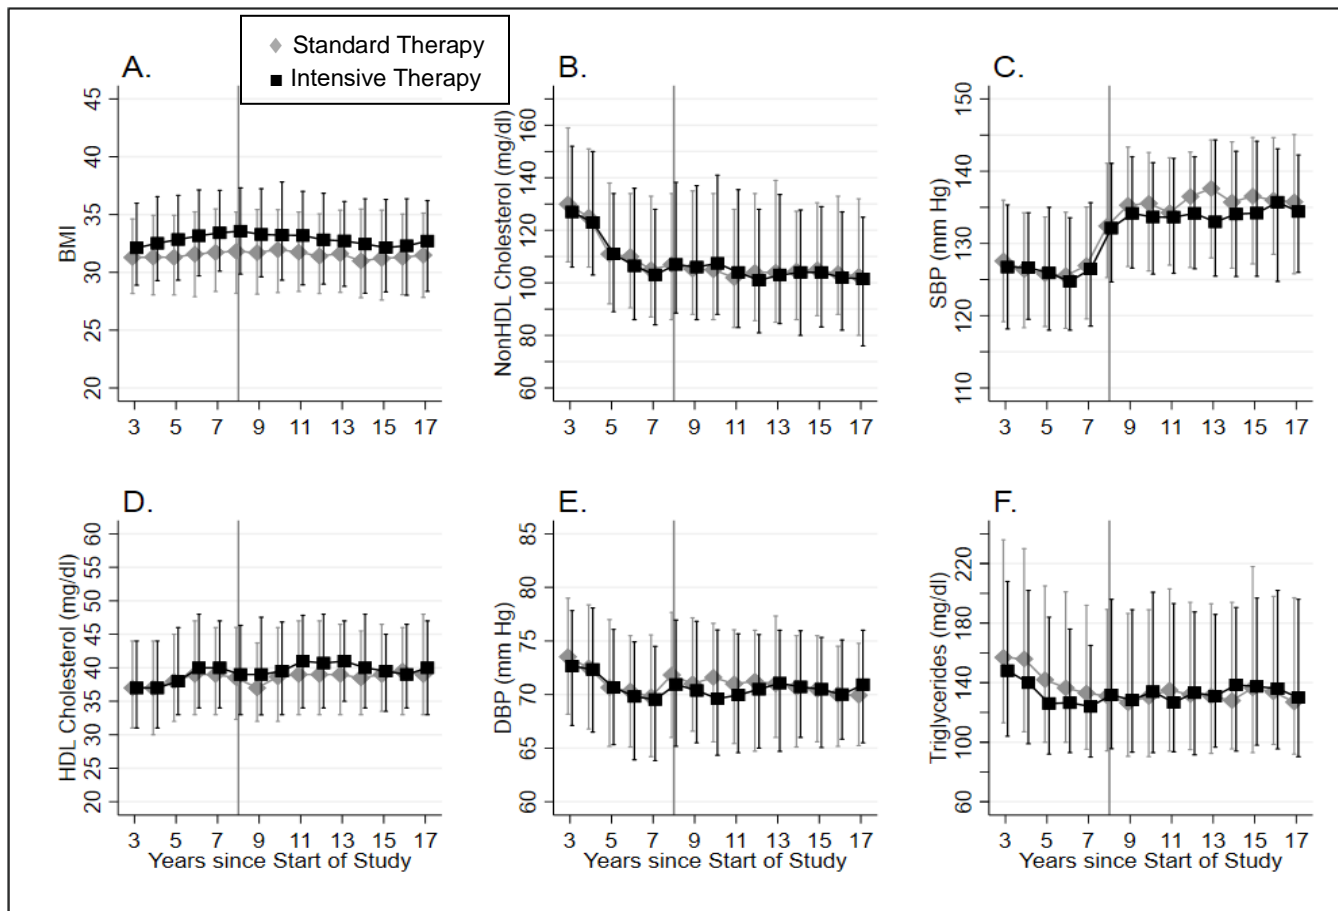 Standard Therapy
Intensive Therapy
A.
BMI
45
40
35
30
25
20
3 5 7 9 11 13 15 17
B.
NonHDL Cholesterol (mg/dl)
160
140
120
100
80
60
3 5 7 9 11 13 15 17
C.
SBP (mm Hg)
150
140
130
120
110
3 5 7 9 11 13 15 17
D.
HDL Cholesterol (mg/dl)
60
55
50
45
40
35
30
25
20
3 5 7 9 11 13 15 17
Years since Start of Study
E.
DBP (mm Hg)
85
80
75
70
65
60
3 5 7 9 11 13 15 17
Years since Start of Study
F.
Triglycerides (mg/dl)
220
180
140
100
60
3 5 7 9 11 13 15 17
Years since Start of Study